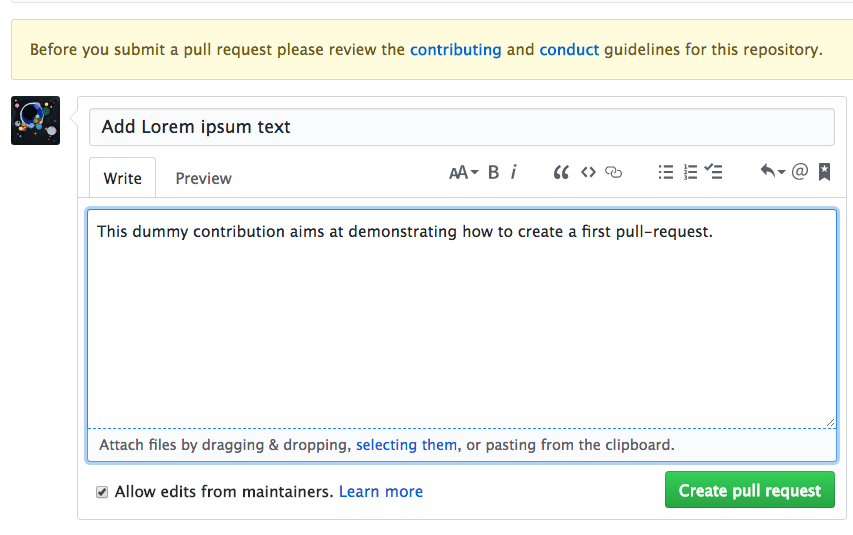 Before you submit a pull request please review the contributing and conduct guidelines for this repository.
Add Lorem ipsum text
Write Preview AA B i “ <> @
This dummy contribution aims at demonstrating how to create a first pull-request.
Attach files by dragging & dropping, selecting them, or pasting from the clipboard.
Allow edits from maintainers. Learn more Create pull request